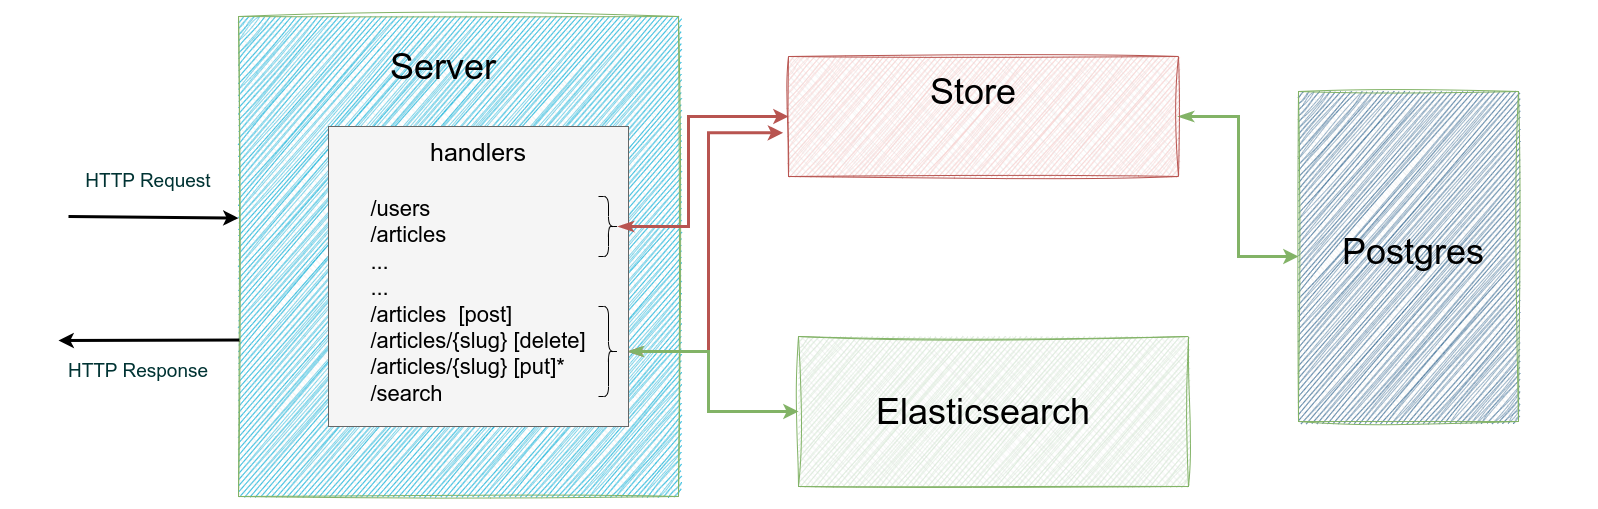 Server
Store
handlers
HTTP Request
/users
/articles
...
...
/articles  [post]
/articles/{slug} [delete]
/articles/{slug} [put]*
/search
HTTP Response
Postgres
Elasticsearch